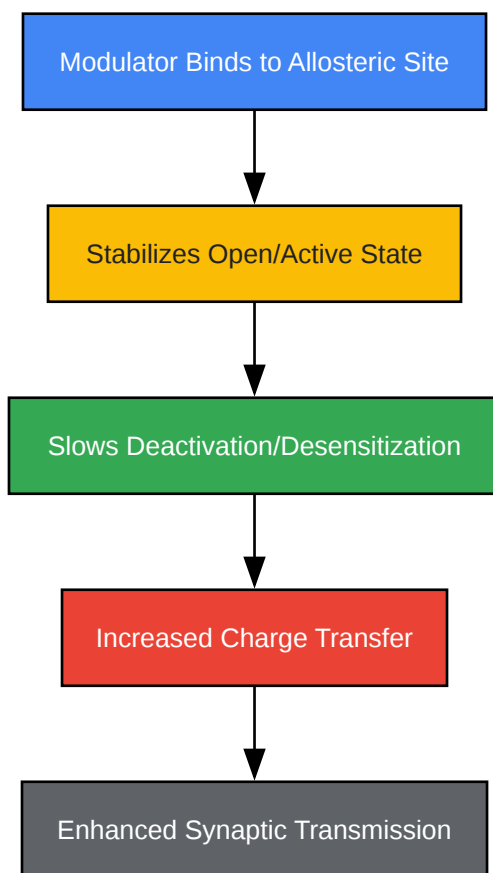 Modulator Binds to Allosteric Site
Stabilizes Open/Active State
Slows Deactivation/Desensitization
Increased Charge Transfer
Enhanced Synaptic Transmission